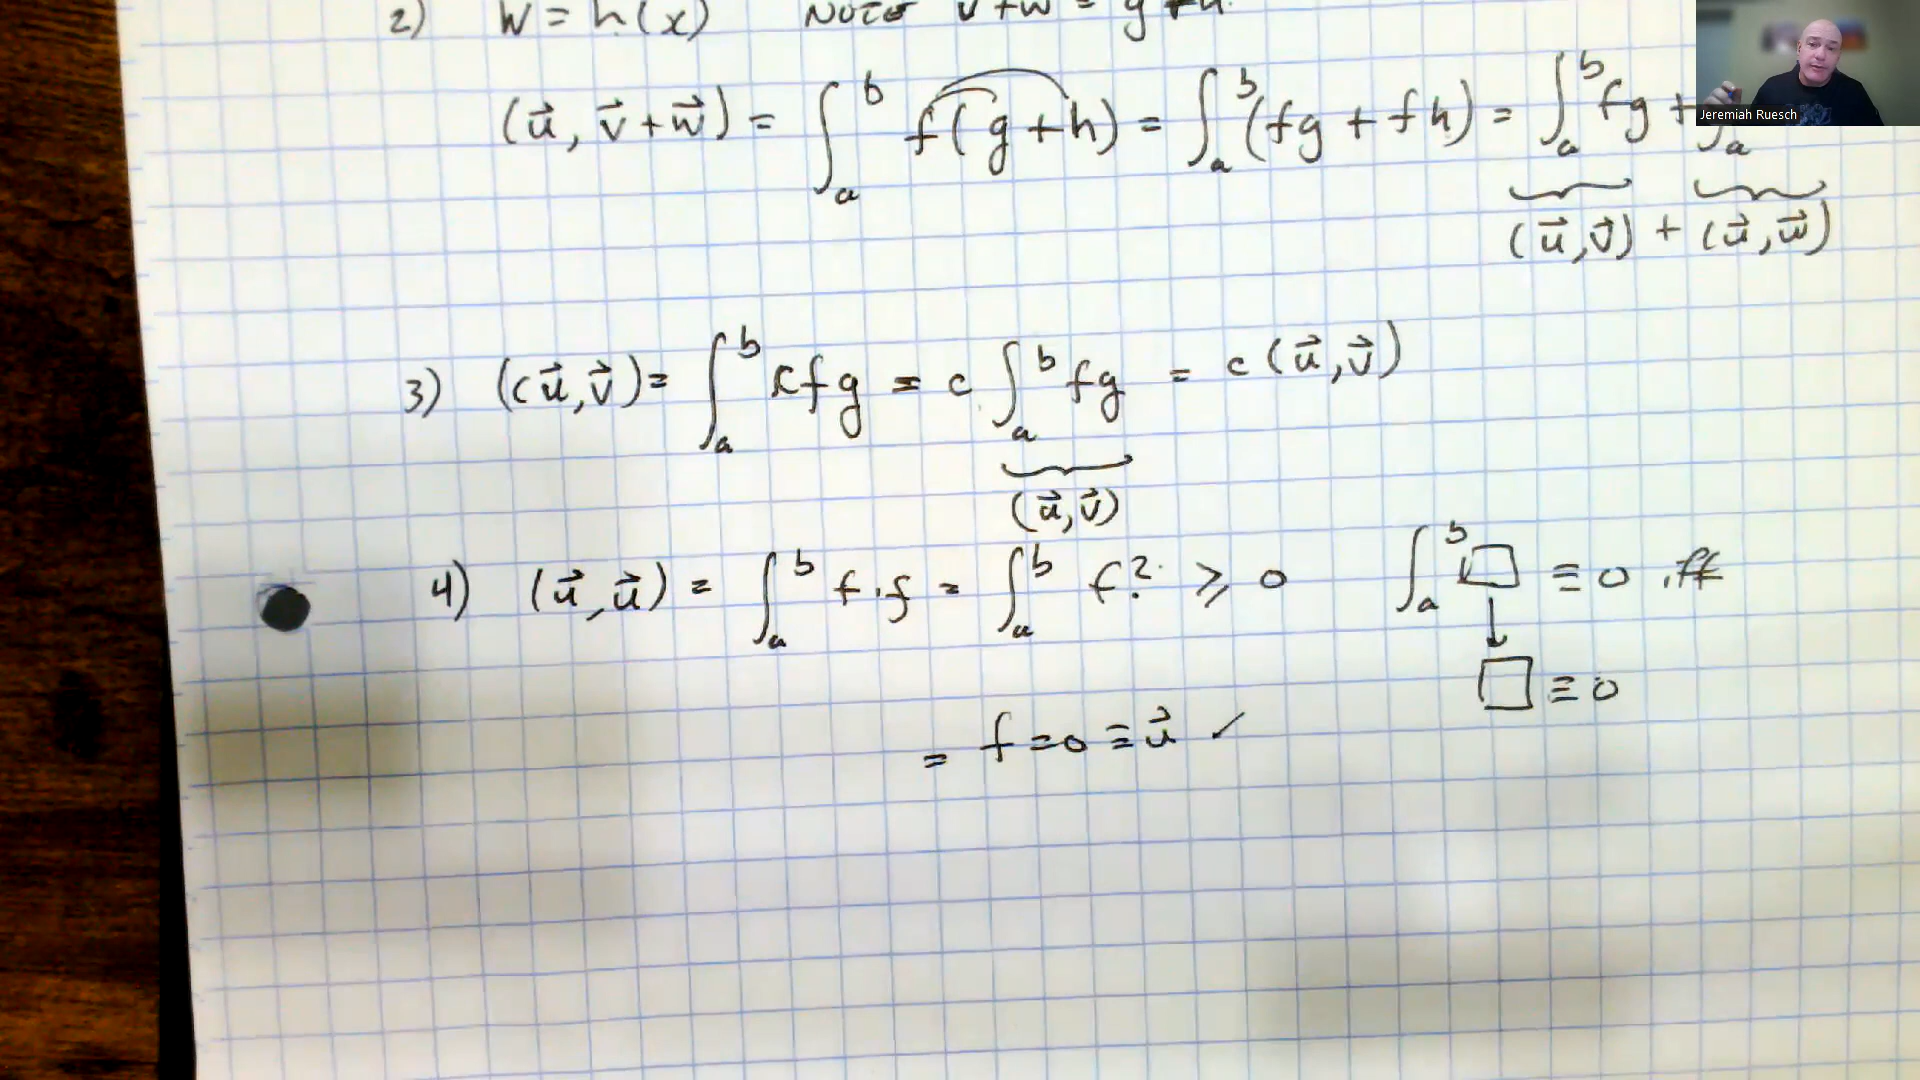 2) W = h(x) NOTE v + w = g + h.
Jeremiah Ruesch
(u⃗, v⃗+w⃗) = ∫_a^b f(g+h) = ∫_a^b (fg + fh) = ∫_a^b fg + ∫_a
(u⃗,v⃗) + (u⃗,w⃗)
3) (cu⃗,v⃗) = ∫_a^b cfg = c ∫_a^b fg = c(u⃗,v⃗)
(u⃗,v⃗)
4) (u⃗,u⃗) = ∫_a^b f·f = ∫_a^b f² ≥ 0 ∫_a^b □ ≡ 0 iff
↓
□ ≡ 0
= f = 0 ≡ u⃗ ✓